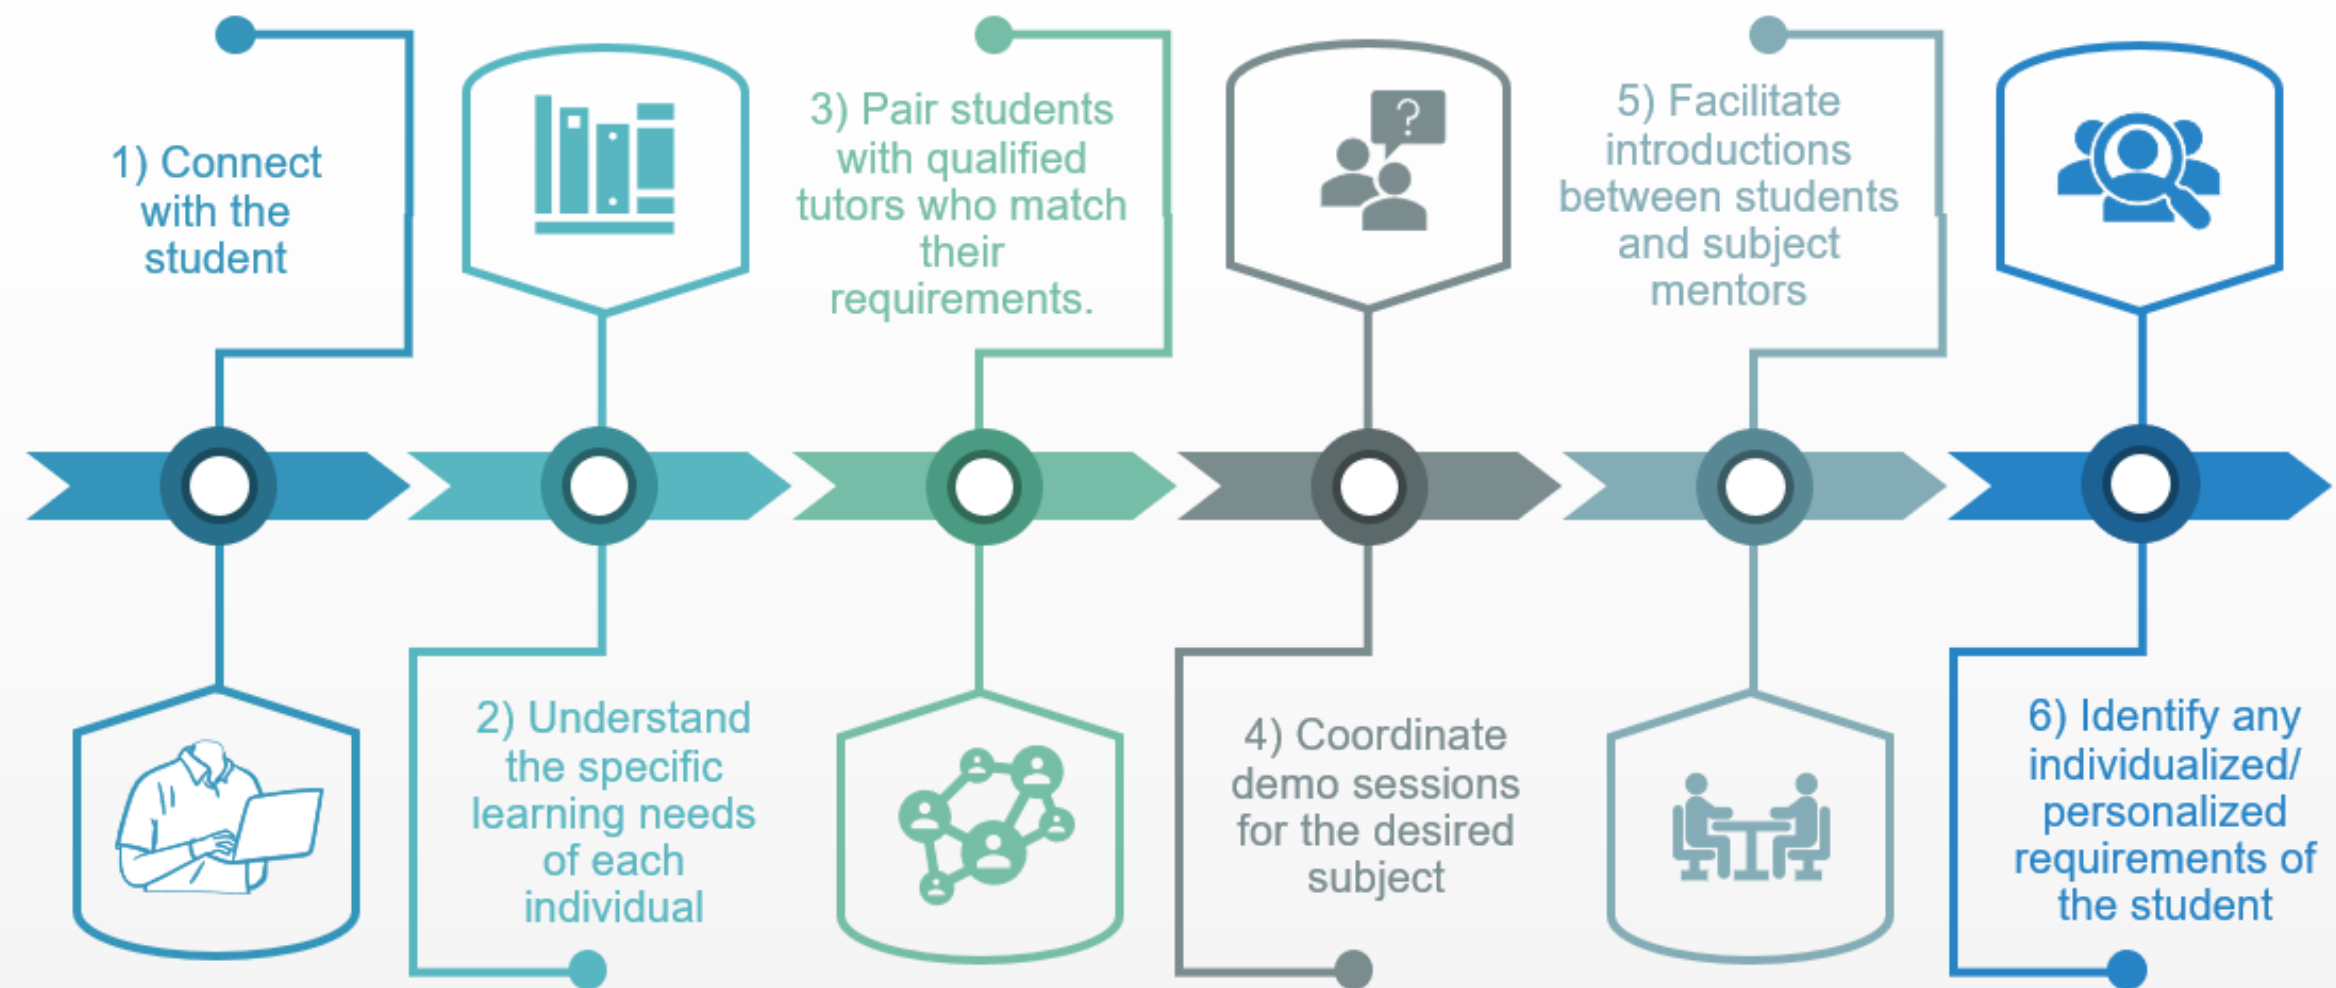 1) Connect
with the
student
2) Understand
the specific
learning needs
of each
individual
3) Pair students
with qualified
tutors who match
their
requirements.
?
4) Coordinate
demo sessions
for the desired
subject
5) Facilitate
introductions
between students
and subject
mentors
6) Identify any
individualized/
personalized
requirements of
the student